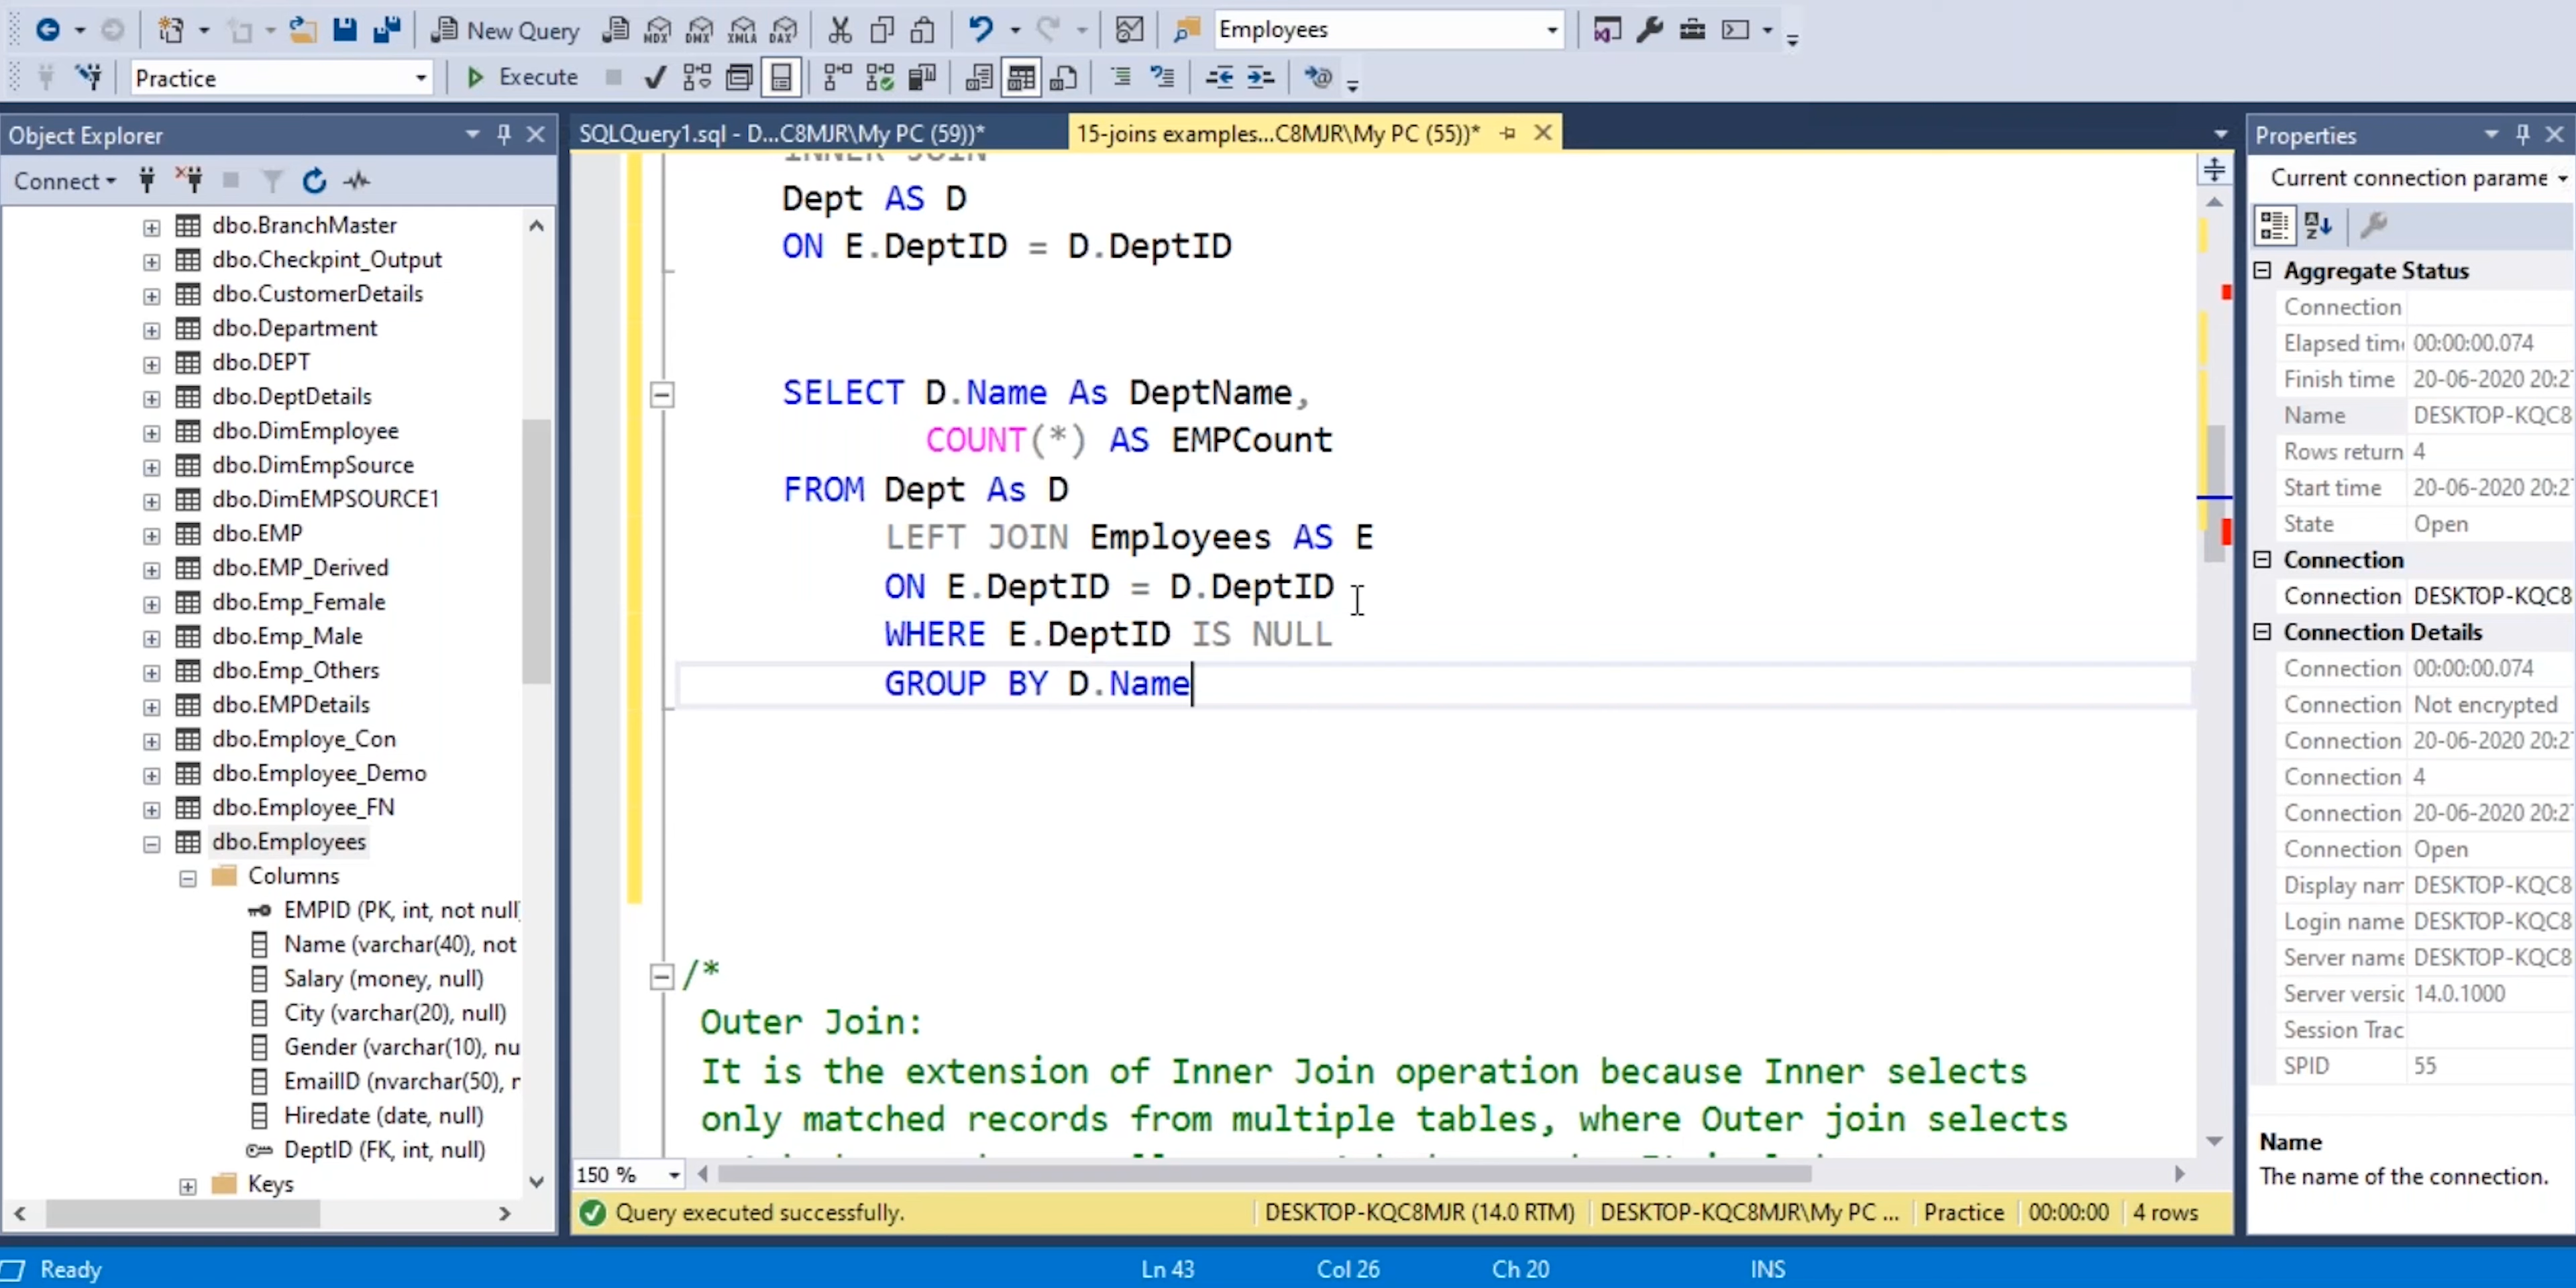 New Query
MDX
DMX
XMLA
DAX
Employees
Practice
Execute
Object Explorer
Connect
dbo.BranchMaster
dbo.Checkpint_Output
dbo.CustomerDetails
dbo.Department
dbo.DEPT
dbo.DeptDetails
dbo.DimEmployee
dbo.DimEmpSource
dbo.DimEMPSOURCE1
dbo.EMP
dbo.EMP_Derived
dbo.Emp_Female
dbo.Emp_Male
dbo.Emp_Others
dbo.EMPDetails
dbo.Employe_Con
dbo.Employee_Demo
dbo.Employee_FN
dbo.Employees
Columns
EMPID (PK, int, not null
Name (varchar(40), not
Salary (money, null)
City (varchar(20), null)
Gender (varchar(10), nu
EmailID (nvarchar(50), r
Hiredate (date, null)
DeptID (FK, int, null)
Keys
SQLQuery1.sql - D...C8MJR\My PC (59))*
15-joins examples...C8MJR\My PC (55))*
INNER JOIN
Dept AS D
ON E.DeptID = D.DeptID
SELECT D.Name As DeptName,
COUNT(*) AS EMPCount
FROM Dept As D
LEFT JOIN Employees AS E
ON E.DeptID = D.DeptID
WHERE E.DeptID IS NULL
GROUP BY D.Name
/*
Outer Join:
It is the extension of Inner Join operation because Inner selects
only matched records from multiple tables, where Outer join selects
150 %
Query executed successfully.
DESKTOP-KQC8MJR (14.0 RTM)
DESKTOP-KQC8MJR\My PC ...
Practice
00:00:00
4 rows
Properties
Current connection parame
Aggregate Status
Connection
Elapsed tim 00:00:00.074
Finish time 20-06-2020 20:2
Name DESKTOP-KQC8
Rows return 4
Start time 20-06-2020 20:2
State Open
Connection
Connection DESKTOP-KQC8
Connection Details
Connection 00:00:00.074
Connection Not encrypted
Connection 20-06-2020 20:2
Connection 4
Connection 20-06-2020 20:2
Connection Open
Display nam DESKTOP-KQC8
Login name DESKTOP-KQC8
Server name DESKTOP-KQC8
Server versic 14.0.1000
Session Trac
SPID 55
Name
The name of the connection.
Ready
Ln 43
Col 26
Ch 20
INS